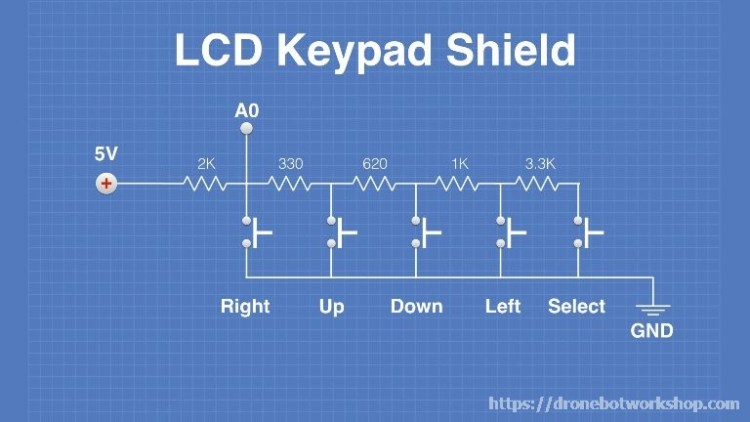 LCD Keypad Shield
A0
5V
2K 330 620 1K 3.3K
Right Up Down Left Select
GND
https://dronebotworkshop.com